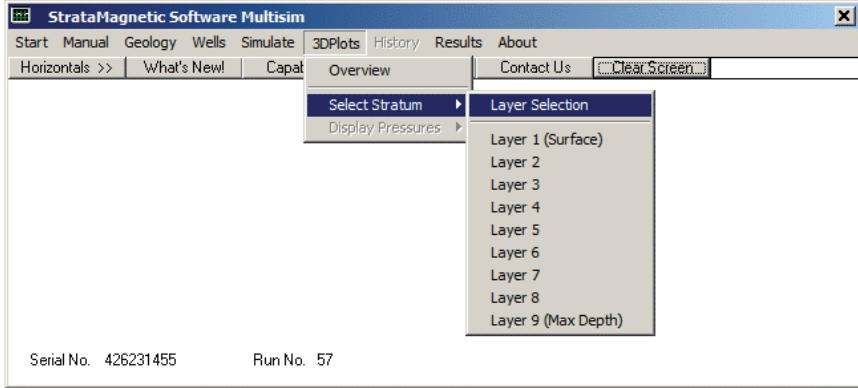 StrataMagnetic Software Multisim
Start Manual Geology Wells Simulate 3DPlots History Results About
Horizontals >> What's New! Capab Contact Us Clear Screen
Overview
Select Stratum
Display Pressures
Layer Selection
Layer 1 (Surface)
Layer 2
Layer 3
Layer 4
Layer 5
Layer 6
Layer 7
Layer 8
Layer 9 (Max Depth)
Serial No. 426231455 Run No. 57